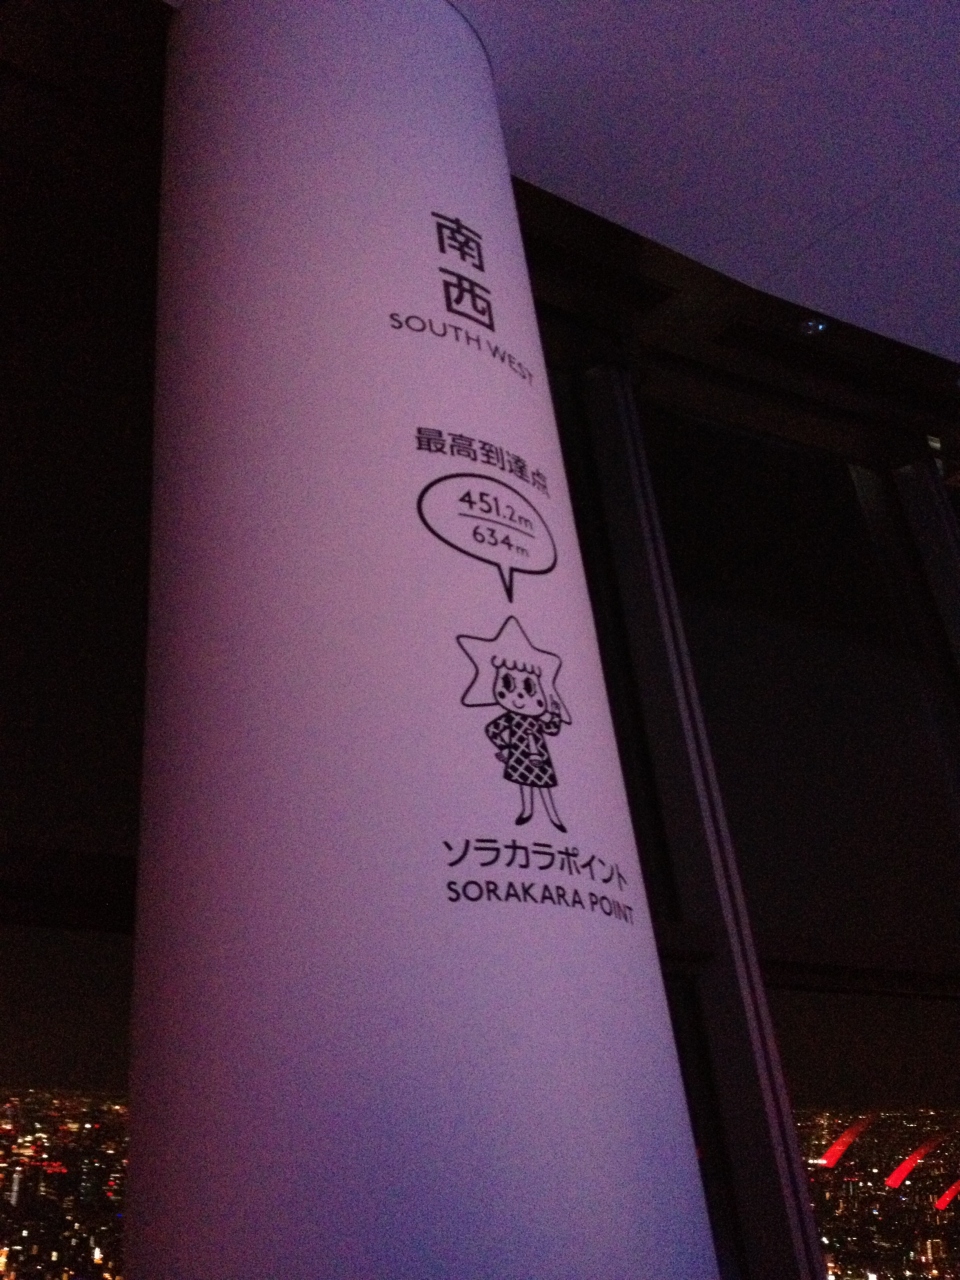 南
西
SOUTH WEST
最高到達点
451.2m
634m
ソラカラポイント
SORAKARA POINT